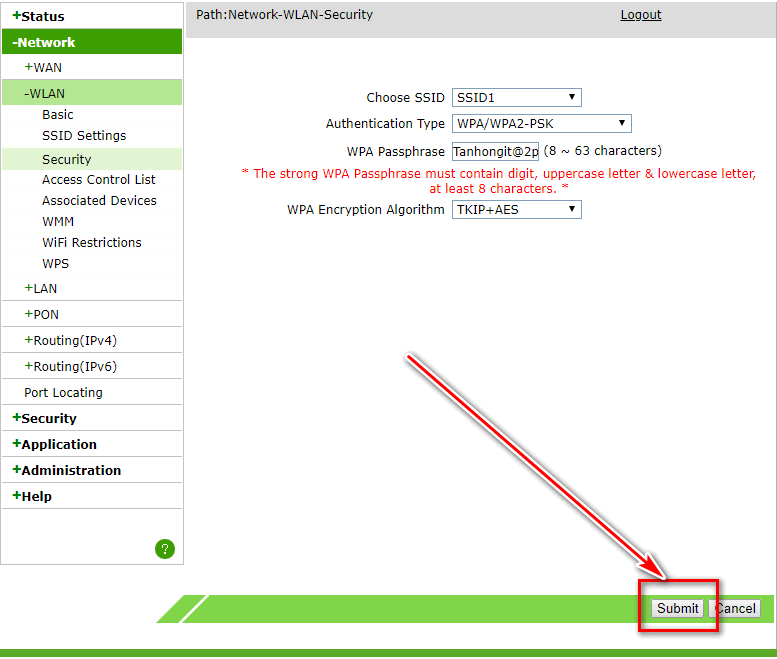 +Status
Path:Network-WLAN-Security
Logout
-Network
+WAN
-WLAN
Basic
SSID Settings
Security
Access Control List
Associated Devices
WMM
WiFi Restrictions
WPS
+LAN
+PON
+Routing(IPv4)
+Routing(IPv6)
Port Locating
+Security
+Application
+Administration
+Help
?
Choose SSID SSID1
Authentication Type WPA/WPA2-PSK
WPA Passphrase Tanhongit@2p (8 ~ 63 characters)
* The strong WPA Passphrase must contain digit, uppercase letter & lowercase letter,
at least 8 characters. *
WPA Encryption Algorithm TKIP+AES
Submit Cancel